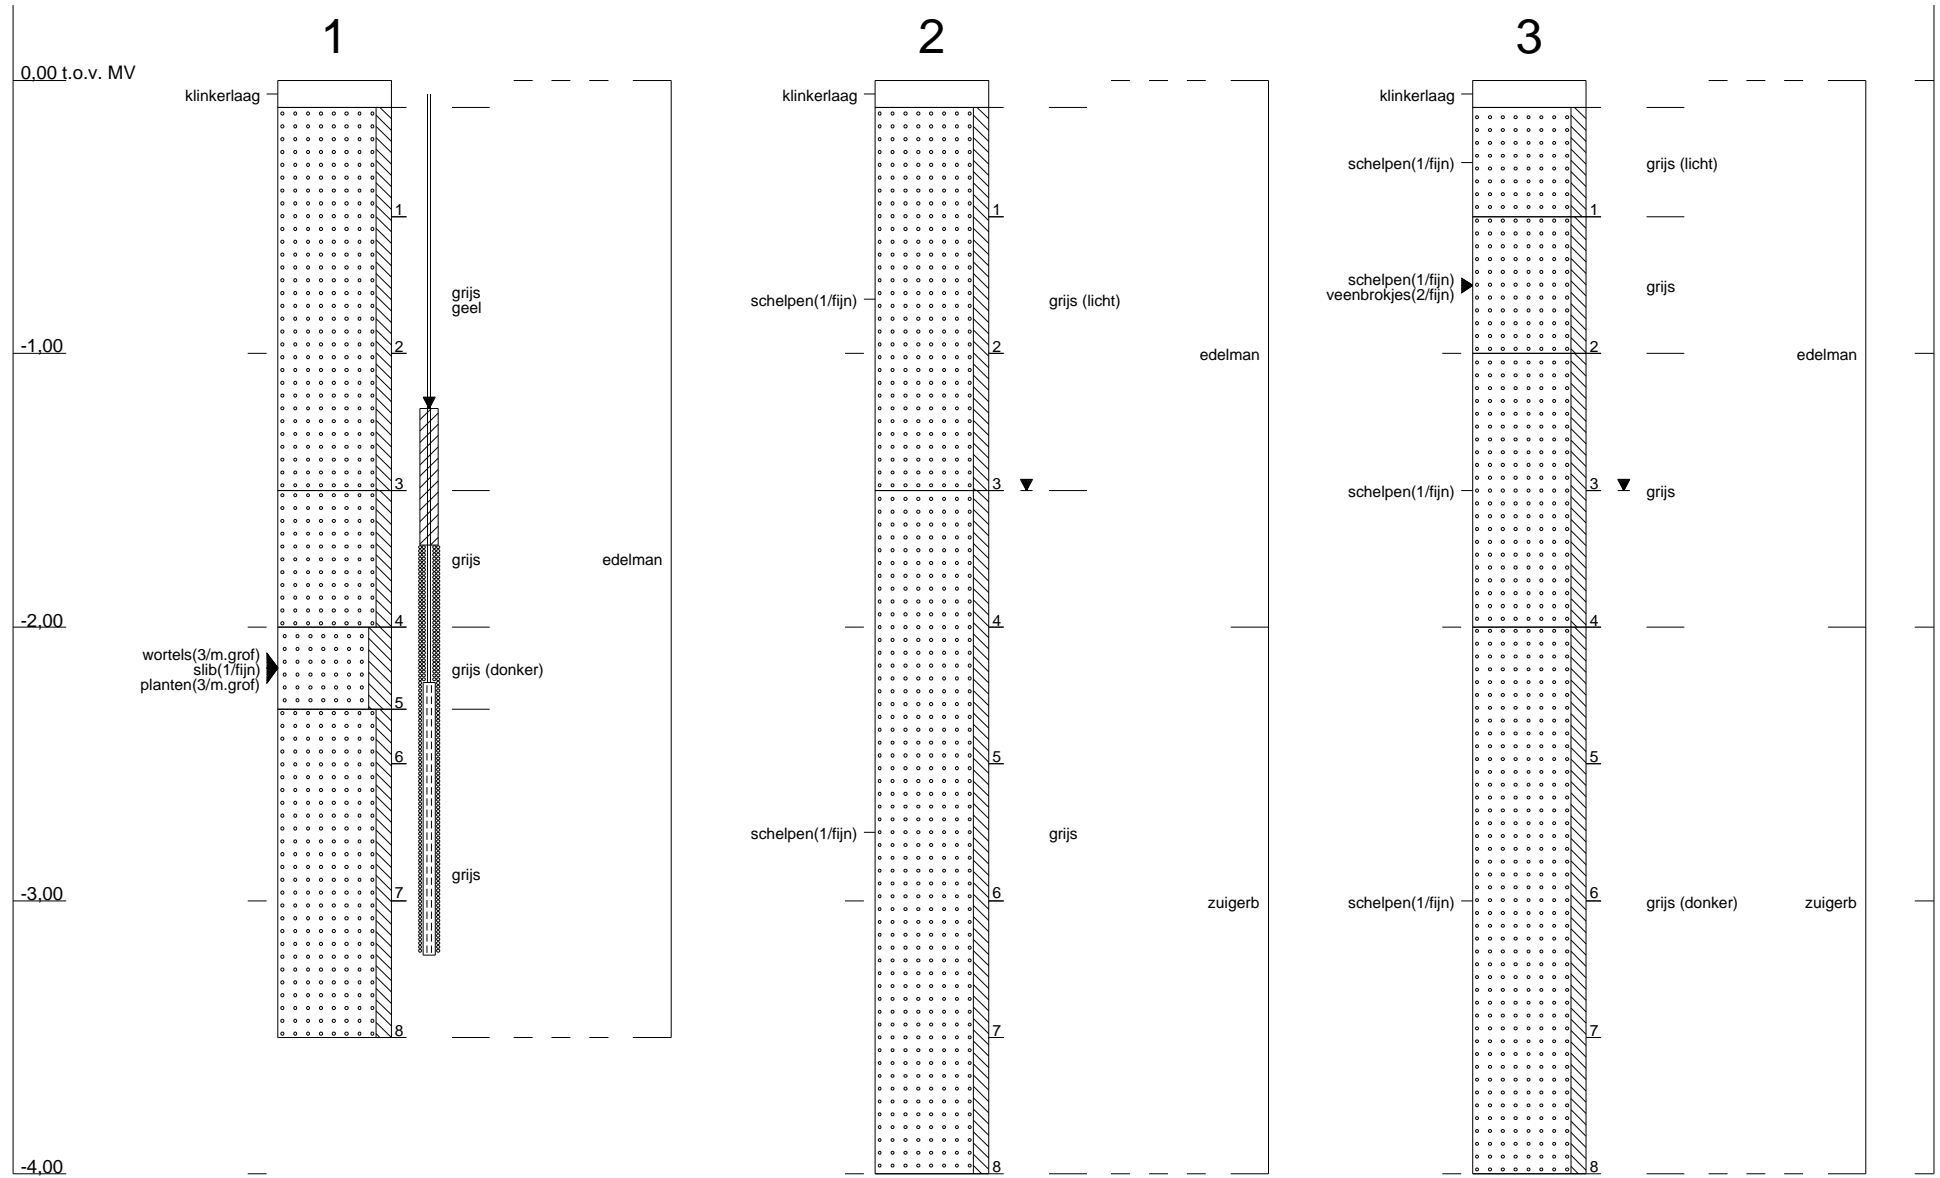 1
2
3
0,00 t.o.v. MV
klinkerlaag
klinkerlaag
klinkerlaag
schelpen(1/fijn)
grijs (licht)
1
1
1
grijs
geel
schelpen(1/fijn)
grijs (licht)
schelpen(1/fijn)
veenbrokjes(2/fijn)
grijs
-1,00
2
2
edelman
2
edelman
3
3
schelpen(1/fijn)
3
grijs
grijs
edelman
-2,00
4
4
4
wortels(3/m.grof)
slib(1/fijn)
planten(3/m.grof)
grijs (donker)
5
6
5
5
schelpen(1/fijn)
grijs
grijs
-3,00
7
6
zuigerb
schelpen(1/fijn)
6
grijs (donker)
zuigerb
8
7
7
-4,00
8
8